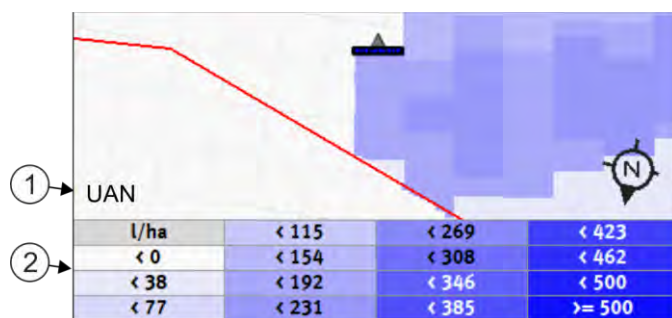 1
UAN
N
2
l/ha < 115 < 269 < 423
< 0 < 154 < 308 < 462
< 38 < 192 < 346 < 500
< 77 < 231 < 385 >= 500